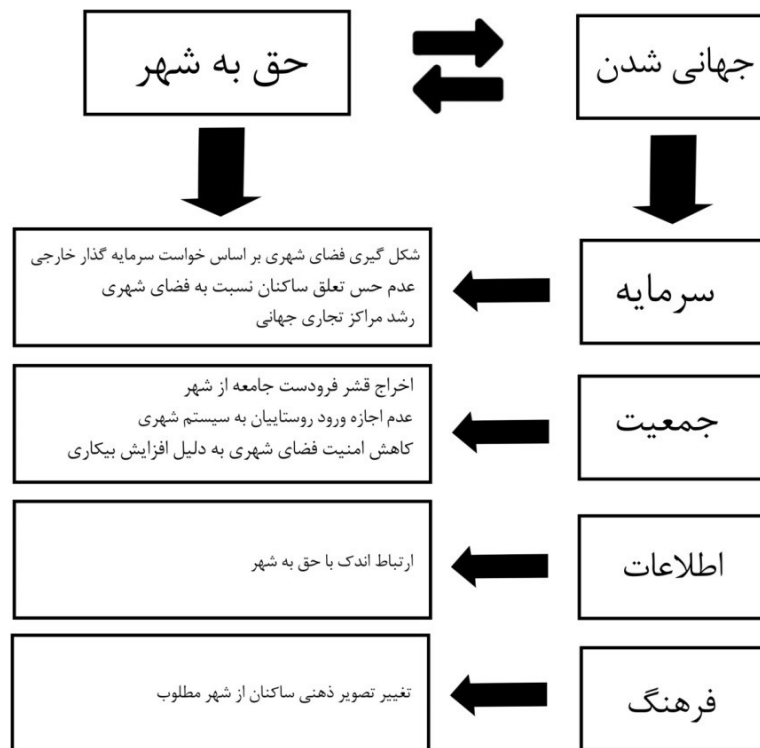 جهانی شدن
حق به شهر
سرمایه
شکل گیری فضای شهری بر اساس خواست سرمایه گذار خارجی
عدم حس تعلق ساکنان نسبت به فضای شهری
رشد مراکز تجاری جهانی
جمعیت
اخراج قشر فرودست جامعه از شهر
عدم اجازه ورود روستاییان به سیستم شهری
کاهش امنیت فضای شهری به دلیل افزایش بیکاری
اطلاعات
ارتباط اندک با حق به شهر
فرهنگ
تغییر تصویر ذهنی ساکنان از شهر مطلوب